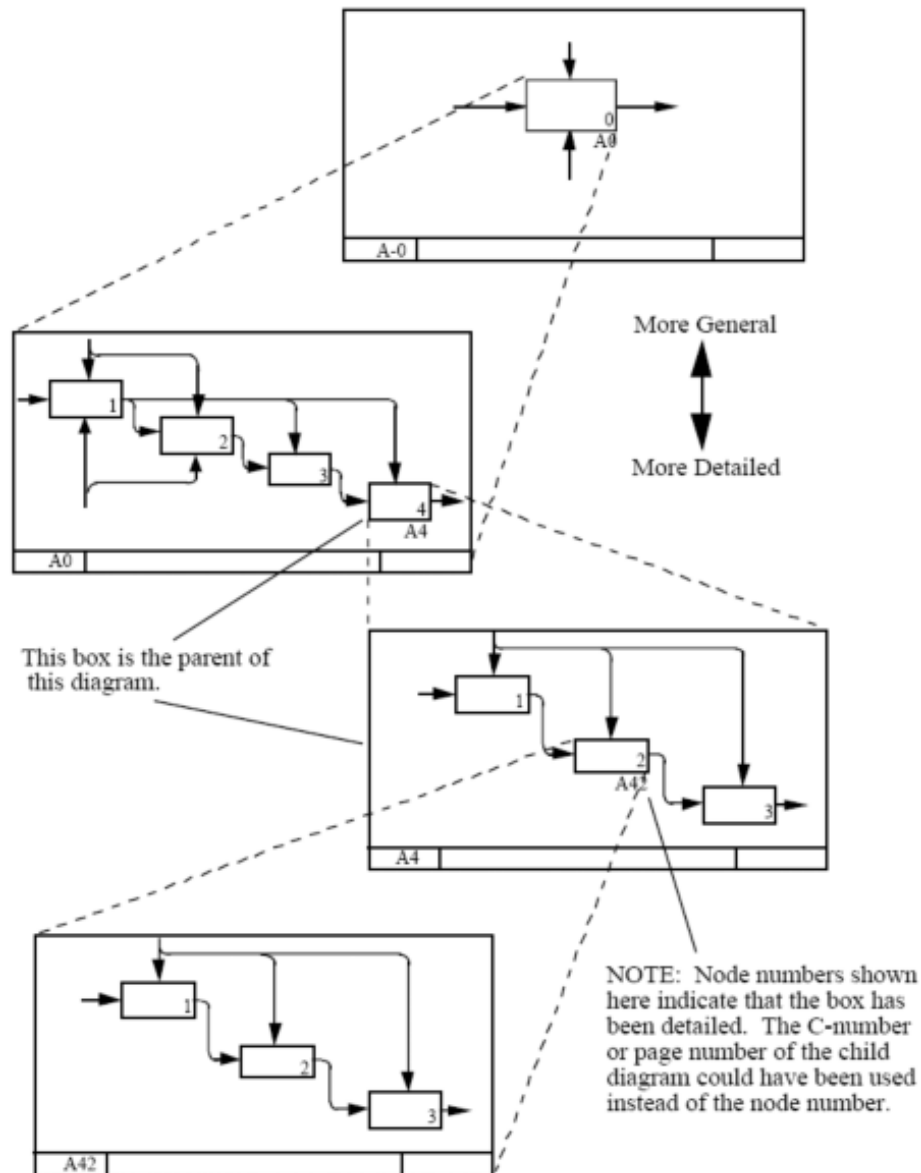 0
A0
A-0
More General
More Detailed
1
2
3
4
A4
A0
This box is the parent of
this diagram.
1
2
A42
3
A4
NOTE: Node numbers shown
here indicate that the box has
been detailed. The C-number
or page number of the child
diagram could have been used
instead of the node number.
1
2
3
A42